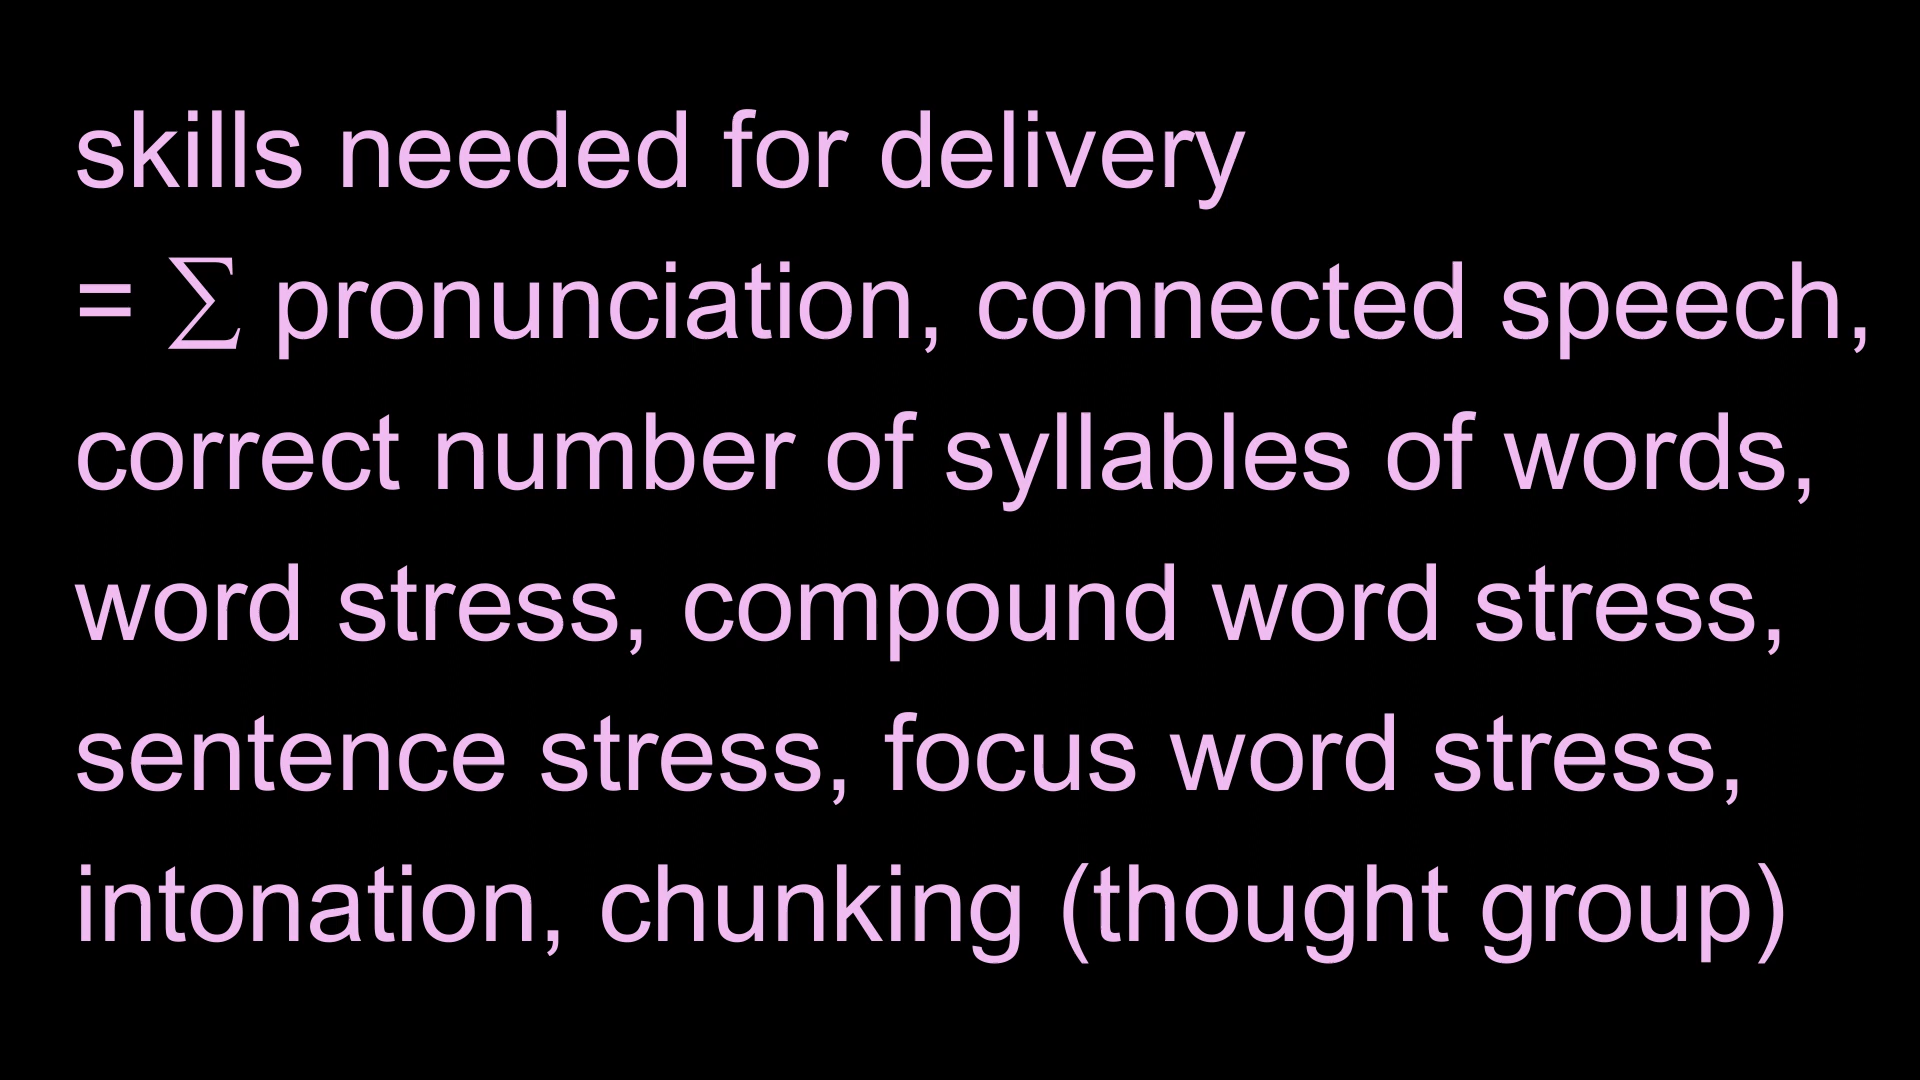 skills needed for delivery
= ∑ pronunciation, connected speech,
correct number of syllables of words,
word stress, compound word stress,
sentence stress, focus word stress,
intonation, chunking (thought group)